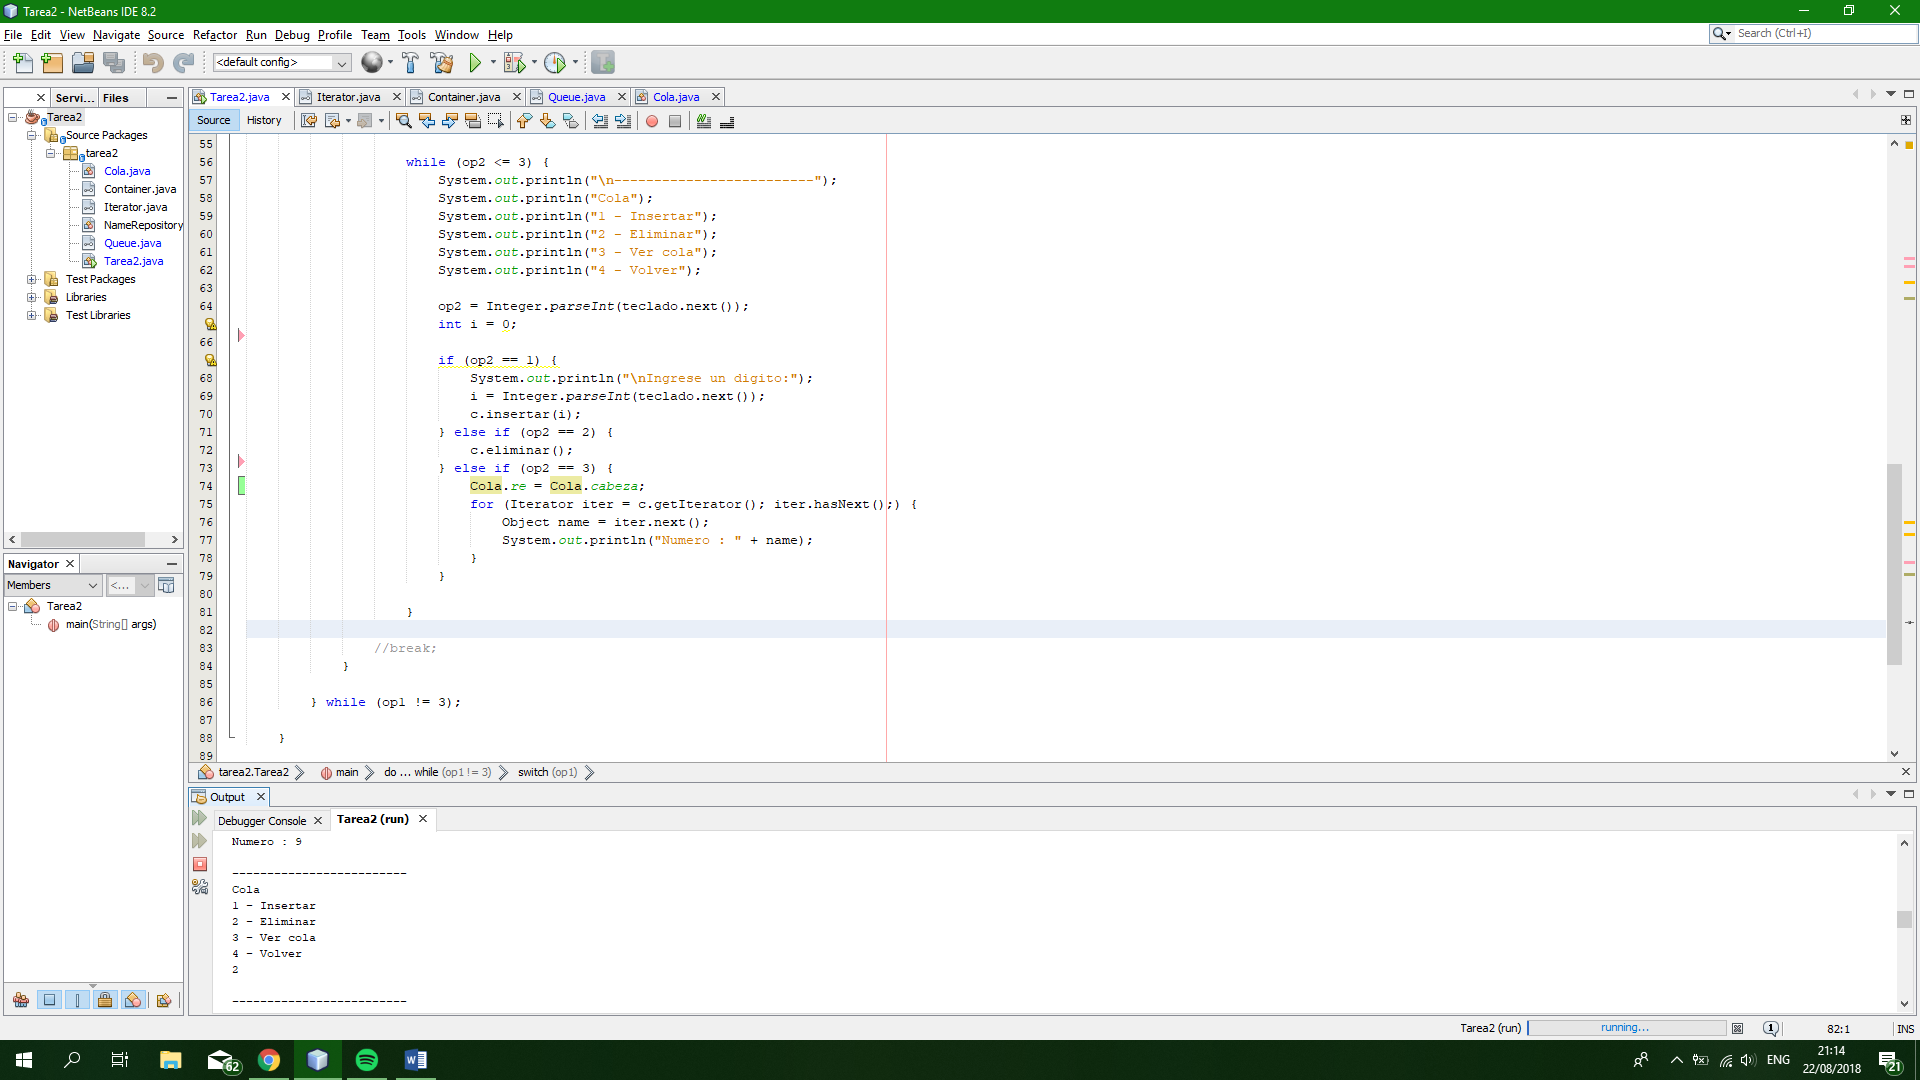 Tarea2 - NetBeans IDE 8.2
File Edit View Navigate Source Refactor Run Debug Profile Team Tools Window Help
Search (Ctrl+I)
<default config>
Servi... Files
Tarea2.java Iterator.java Container.java Queue.java Cola.java
Source History
Tarea2
Source Packages
tarea2
Cola.java
Container.java
Iterator.java
NameRepository
Queue.java
Tarea2.java
Test Packages
Libraries
Test Libraries
Navigator
Members <...
Tarea2
main(String[] args)
55
56 while (op2 <= 3) {
57 System.out.println("\n-------------------------");
58 System.out.println("Cola");
59 System.out.println("1 - Insertar");
60 System.out.println("2 - Eliminar");
61 System.out.println("3 - Ver cola");
62 System.out.println("4 - Volver");
63
64 op2 = Integer.parseInt(teclado.next());
int i = 0;
66
if (op2 == 1) {
68 System.out.println("\nIngrese un digito:");
69 i = Integer.parseInt(teclado.next());
70 c.insertar(i);
71 } else if (op2 == 2) {
72 c.eliminar();
73 } else if (op2 == 3) {
74 Cola.re = Cola.cabeza;
75 for (Iterator iter = c.getIterator(); iter.hasNext();) {
76 Object name = iter.next();
77 System.out.println("Numero : " + name);
78 }
79 }
80
81 }
82
83 //break;
84 }
85
86 } while (op1 != 3);
87
88 }
89
tarea2.Tarea2 main do ... while (op1 != 3) switch (op1)
Output
Debugger Console Tarea2 (run)
Numero : 9
-------------------------
Cola
1 - Insertar
2 - Eliminar
3 - Ver cola
4 - Volver
2
-------------------------
Tarea2 (run) running... 1 82:1 INS
62
ENG
21:14
22/08/2018
21